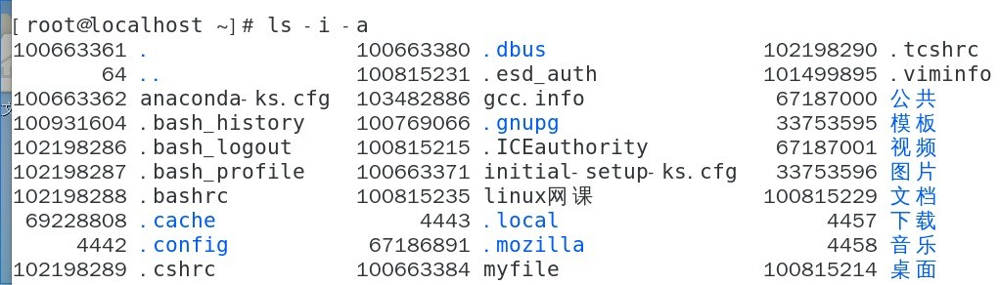 [root@localhost ~]# ls -i -a
100663361 . 100663380 .dbus 102198290 .tcshrc
64 .. 100815231 .esd_auth 101499895 .viminfo
100663362 anaconda-ks.cfg 103482886 gcc.info 67187000 公共
100931604 .bash_history 100769066 .gnupg 33753595 模板
102198286 .bash_logout 100815215 .ICEauthority 67187001 视频
102198287 .bash_profile 100663371 initial-setup-ks.cfg 33753596 图片
102198288 .bashrc 100815235 linux网课 100815229 文档
69228808 .cache 4443 .local 4457 下载
4442 .config 67186891 .mozilla 4458 音乐
102198289 .cshrc 100663384 myfile 100815214 桌面